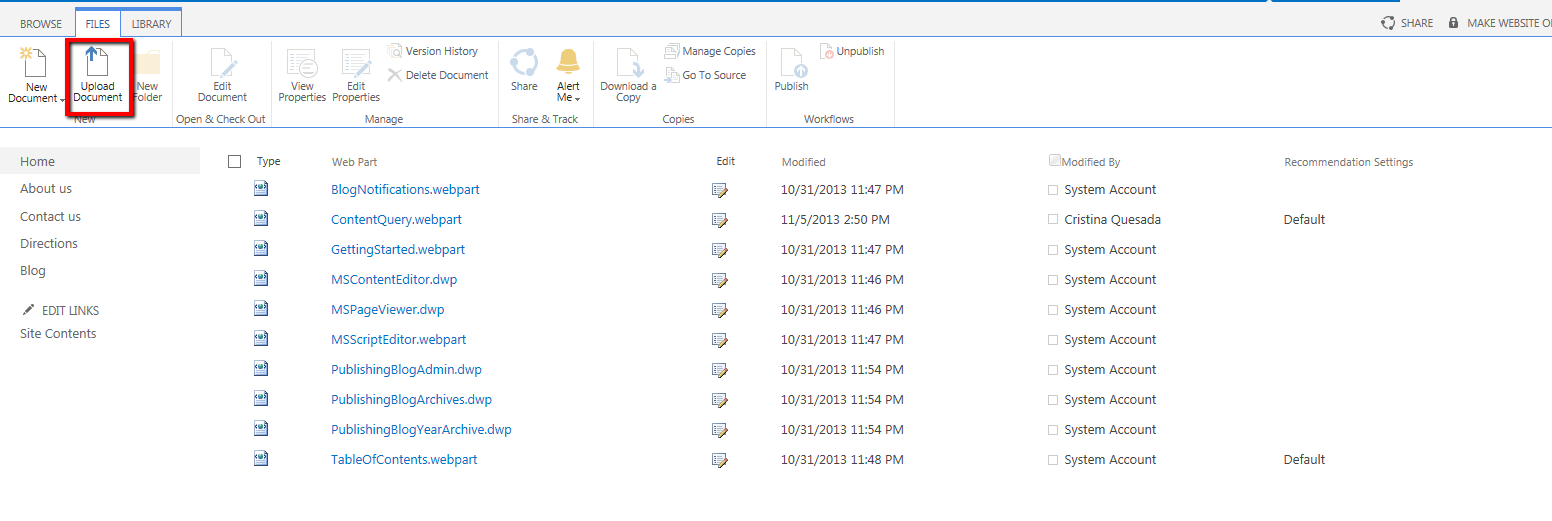 BROWSE FILES LIBRARY SHARE MAKE WEBSITE O
New Document
Upload Document
New Folder
New
Edit Document
Open & Check Out
View Properties
Edit Properties
Version History
Delete Document
Manage
Share
Alert Me
Share & Track
Download a Copy
Manage Copies
Go To Source
Copies
Publish
Unpublish
Workflows
Home
About us
Contact us
Directions
Blog
EDIT LINKS
Site Contents
Type Web Part Edit Modified Modified By Recommendation Settings
BlogNotifications.webpart 10/31/2013 11:47 PM System Account
ContentQuery.webpart 11/5/2013 2:50 PM Cristina Quesada Default
GettingStarted.webpart 10/31/2013 11:47 PM System Account
MSContentEditor.dwp 10/31/2013 11:46 PM System Account
MSPageViewer.dwp 10/31/2013 11:46 PM System Account
MSScriptEditor.webpart 10/31/2013 11:47 PM System Account
PublishingBlogAdmin.dwp 10/31/2013 11:54 PM System Account
PublishingBlogArchives.dwp 10/31/2013 11:54 PM System Account
PublishingBlogYearArchive.dwp 10/31/2013 11:54 PM System Account
TableOfContents.webpart 10/31/2013 11:48 PM System Account Default